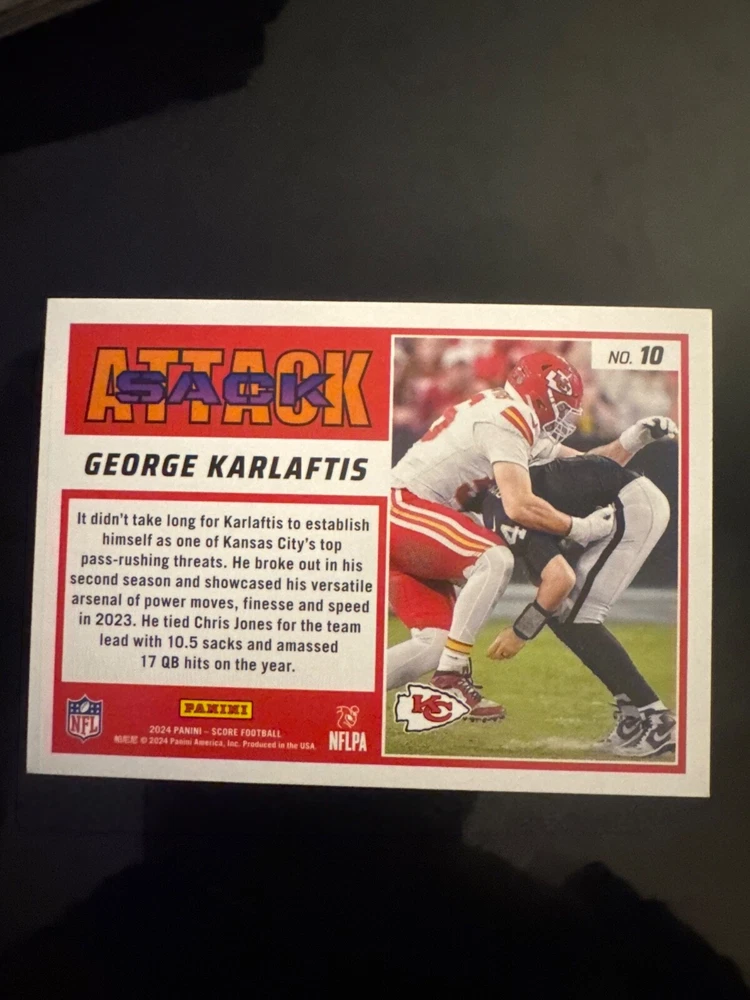 SACK ATTACK
NO. 10
GEORGE KARLAFTIS
It didn't take long for Karlaftis to establish
himself as one of Kansas City's top
pass-rushing threats. He broke out in his
second season and showcased his versatile
arsenal of power moves, finesse and speed
in 2023. He tied Chris Jones for the team
lead with 10.5 sacks and amassed
17 QB hits on the year.
NFL
PANINI
2024 PANINI – SCORE FOOTBALL
© 2024 Panini America, Inc. Produced in the USA
NFLPA
KC
4